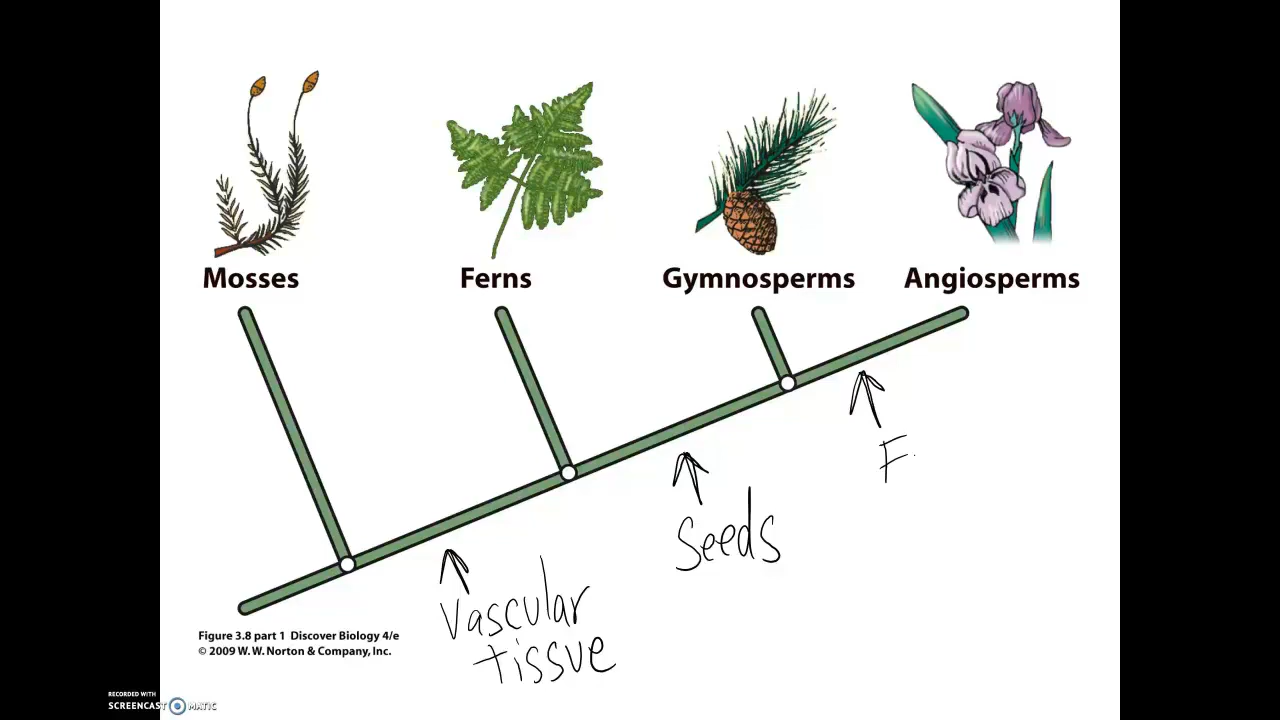 Mosses
Ferns
Gymnosperms
Angiosperms
F
Seeds
Vascular
tissue
Figure 3.8 part 1 Discover Biology 4/e
© 2009 W. W. Norton & Company, Inc.
RECORDED WITH
SCREENCAST MATIC